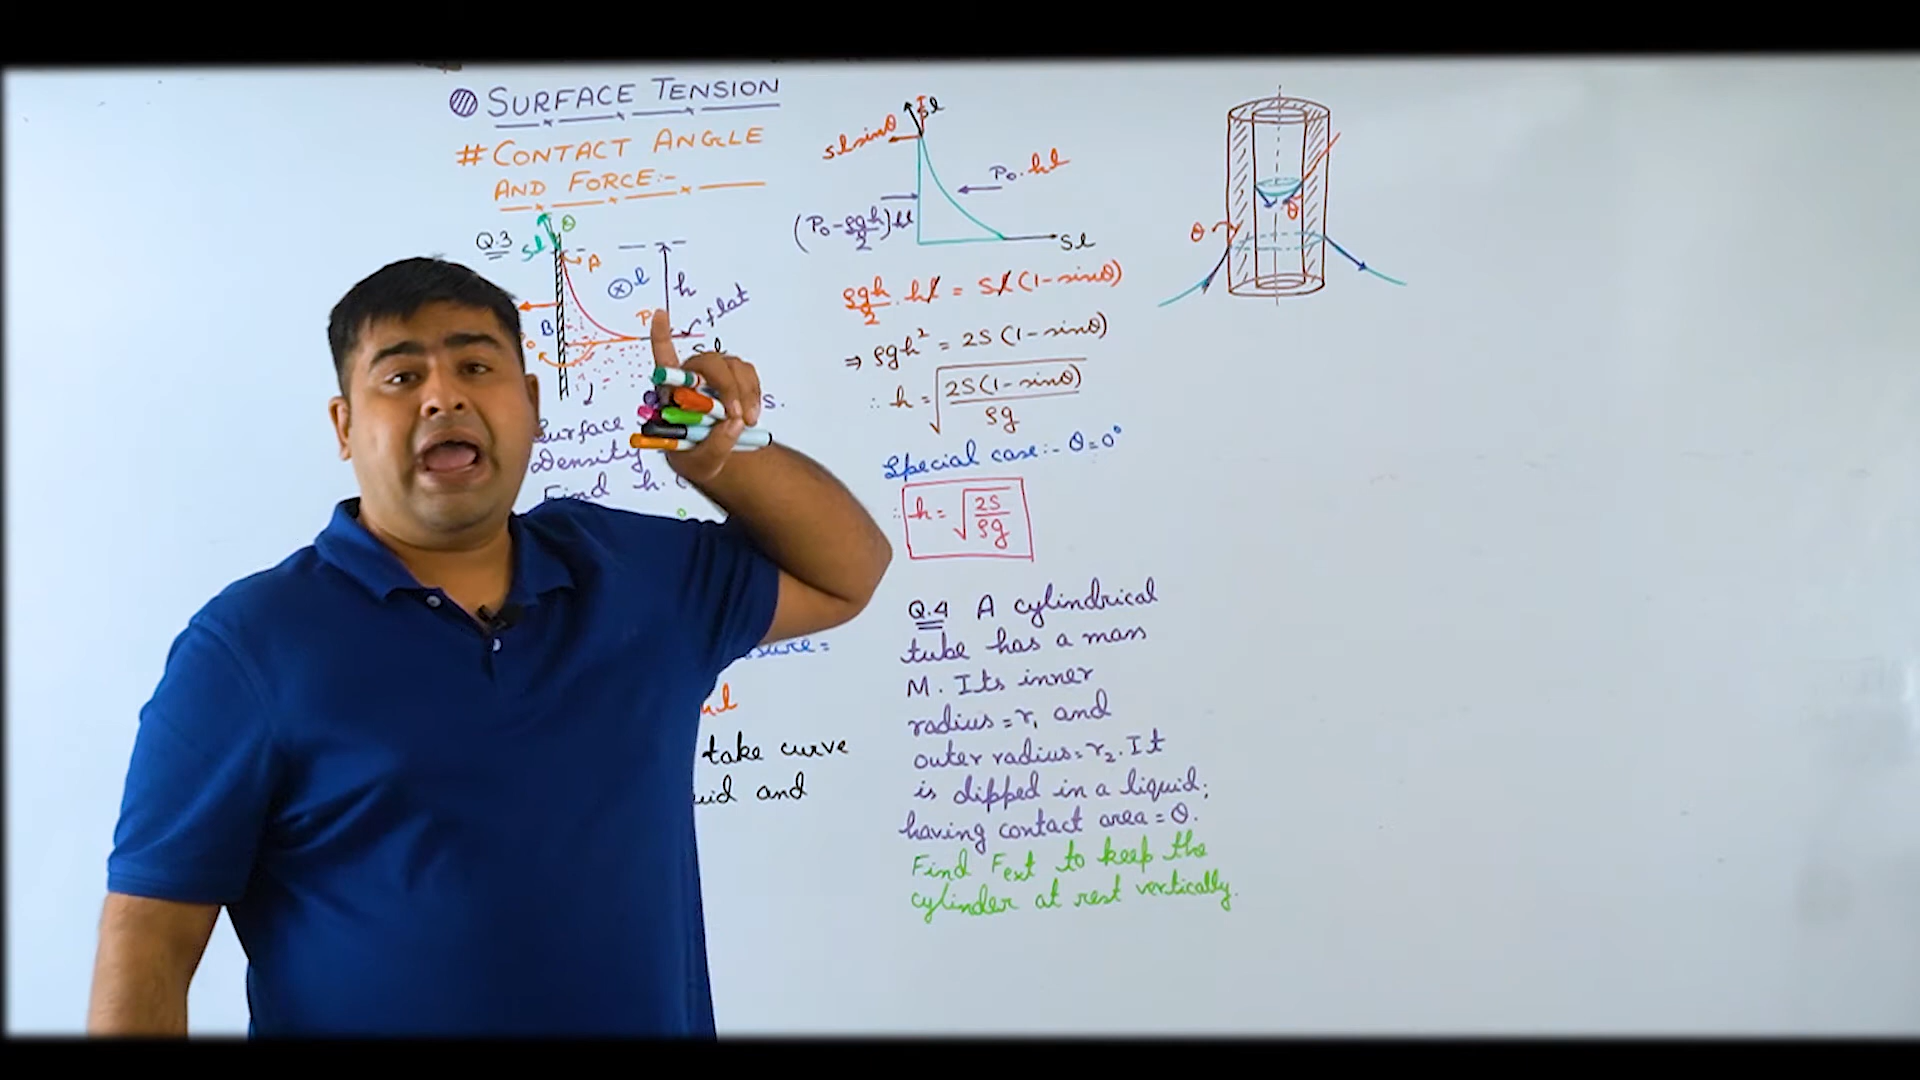 SURFACE TENSION
# CONTACT ANGLE
AND FORCE:-
Q.3
Sl
θ
A
l
h
flat
B
Sl
s.
Surface
Density
Find h.
take curve
and
Sl
Sl sinθ
P₀.hl
(P₀-ρgh/2)hl
Sl
ρgh/2 . hl = Sl(1-sinθ)
⇒ ρgh² = 2S(1-sinθ)
∴ h = √(2S(1-sinθ)/ρg)
Special case:- θ=0°
∴ h = √(2S/ρg)
Q.4 A cylindrical
tube has a mass
M. Its inner
radius=r₁ and
outer radius=r₂. It
is dipped in a liquid;
having contact area=θ.
Find Fext to keep the
cylinder at rest vertically.
θ
θ